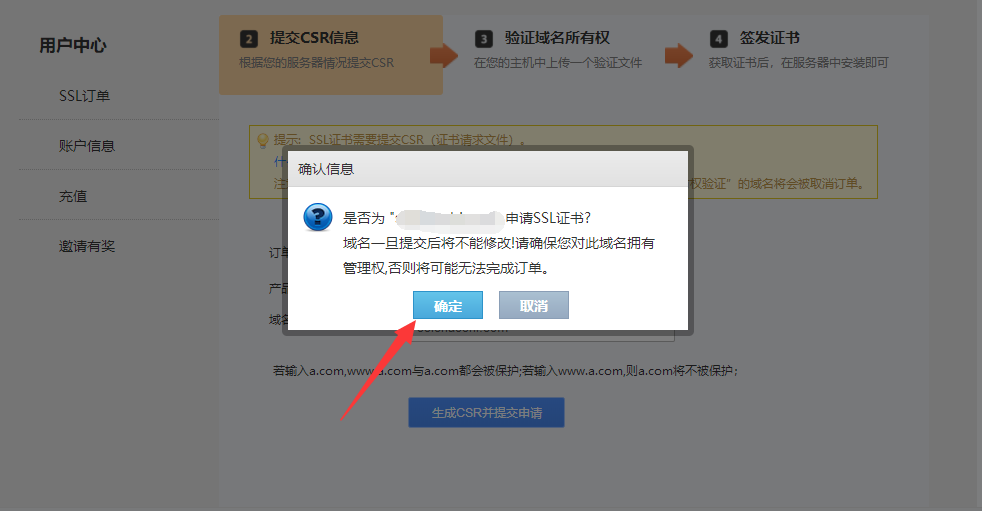 用户中心
SSL订单
账户信息
充值
邀请有奖
2 提交CSR信息
根据您的服务器情况提交CSR
3 验证域名所有权
在您的主机中上传一个验证文件
4 签发证书
获取证书后，在服务器中安装即可
提示：SSL证书需要提交CSR（证书请求文件）。
什
注
权验证”的域名将会被取消订单。
确认信息
是否为 " 申请SSL证书?
域名一旦提交后将不能修改!请确保您对此域名拥有
管理权,否则将可能无法完成订单。
确定
取消
订单
产品
域名
若输入a.com,www.a.com与a.com都会被保护;若输入www.a.com,则a.com将不被保护；
生成CSR并提交申请